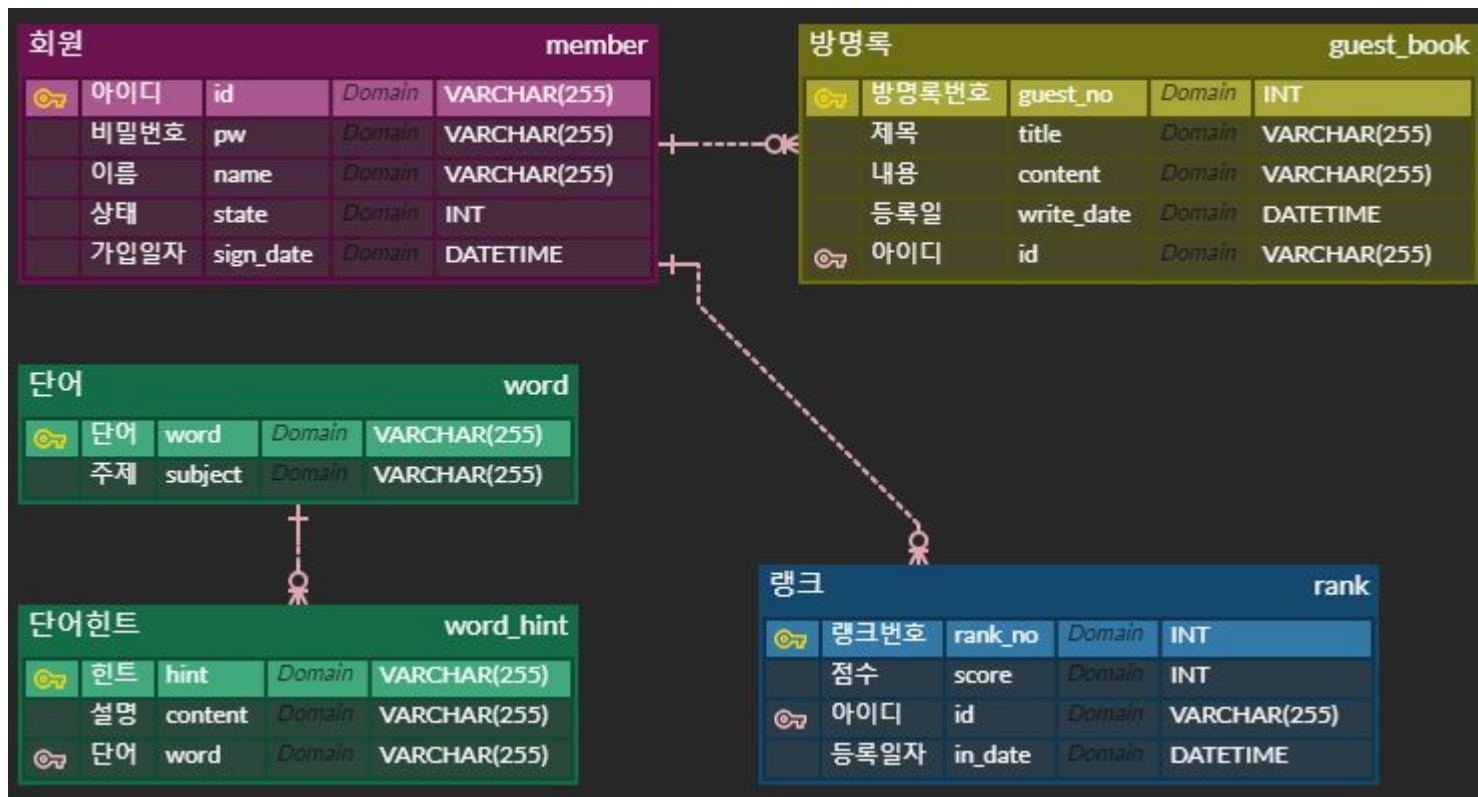 회원 member
아이디 id Domain VARCHAR(255)
비밀번호 pw Domain VARCHAR(255)
이름 name Domain VARCHAR(255)
상태 state Domain INT
가입일자 sign_date Domain DATETIME
방명록 guest_book
방명록번호 guest_no Domain INT
제목 title Domain VARCHAR(255)
내용 content Domain VARCHAR(255)
등록일 write_date Domain DATETIME
아이디 id Domain VARCHAR(255)
단어 word
단어 word Domain VARCHAR(255)
주제 subject Domain VARCHAR(255)
단어힌트 word_hint
힌트 hint Domain VARCHAR(255)
설명 content Domain VARCHAR(255)
단어 word Domain VARCHAR(255)
랭크 rank
랭크번호 rank_no Domain INT
점수 score Domain INT
아이디 id Domain VARCHAR(255)
등록일자 in_date Domain DATETIME